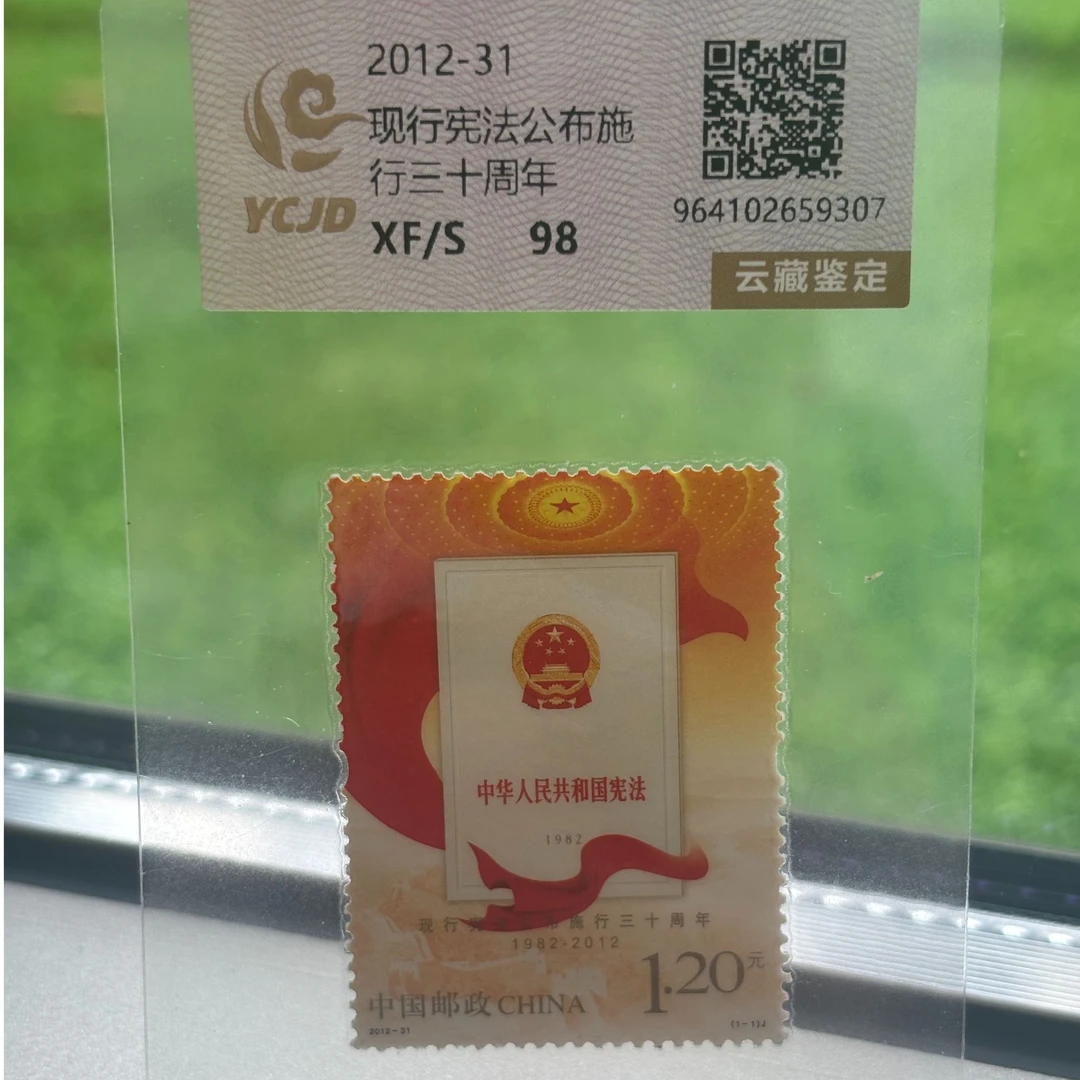 2012-31
现行宪法公布施
行三十周年
YCJD
XF/S 98
964102659307
云藏鉴定
中华人民共和国宪法
1982
现行宪 布施行三十周年
1982-2012
1.20元
中国邮政 CHINA
2012-31
(1-1)J